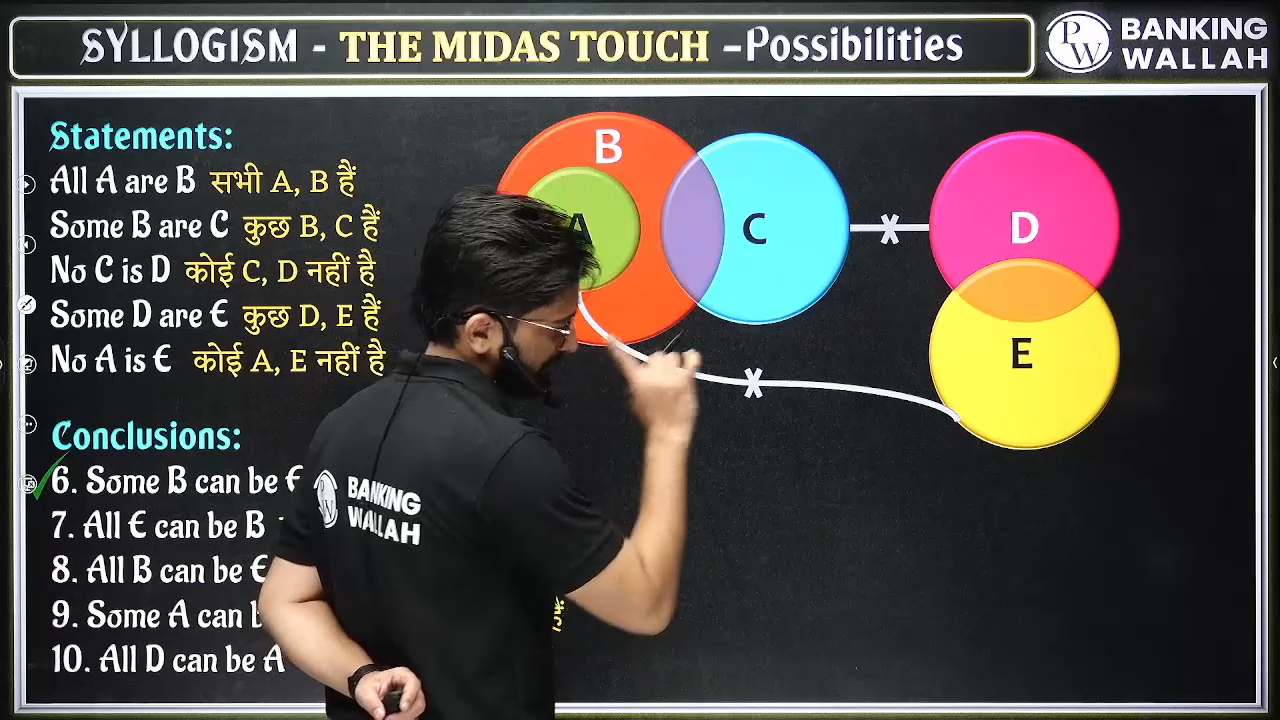 SYLLOGISM - THE MIDAS TOUCH -Possibilities
PW BANKING WALLAH
Statements:
All A are B सभी A, B हैं
Some B are C कुछ B, C हैं
No C is D कोई C, D नहीं है
Some D are E कुछ D, E हैं
No A is E कोई A, E नहीं है
Conclusions:
6. Some B can be E
7. All E can be B
8. All B can be E
9. Some A can
10. All D can be A
B
A
C
D
E
BANKING
WALLAH